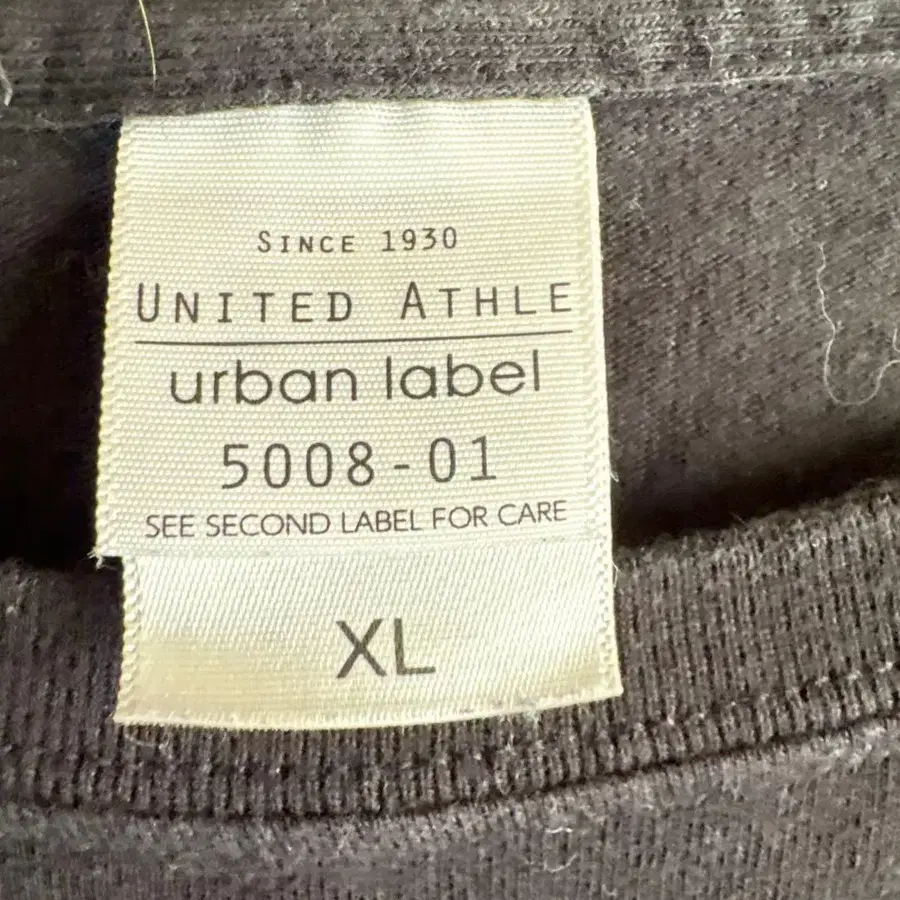 SINCE 1930
UNITED ATHLE
urban label
5008-01
SEE SECOND LABEL FOR CARE
XL